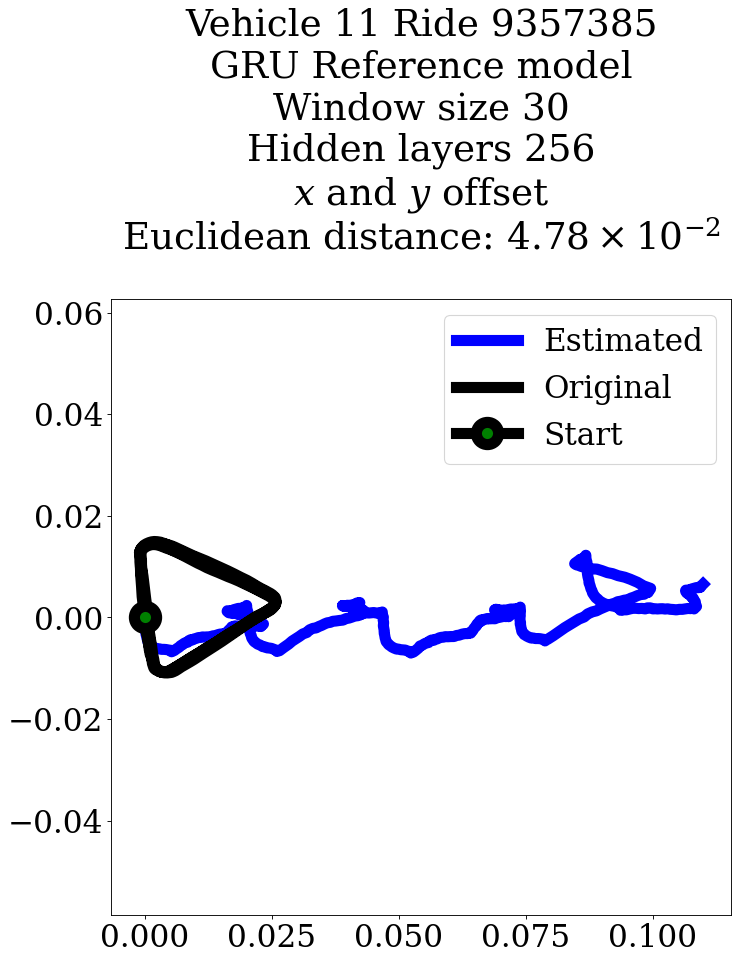 Vehicle 11 Ride 9357385
GRU Reference model
Window size 30
Hidden layers 256
x and y offset
Euclidean distance: 4.78 × 10⁻²
0.06
0.04
0.02
0.00
−0.02
−0.04
Estimated
Original
Start
0.000 0.025 0.050 0.075 0.100